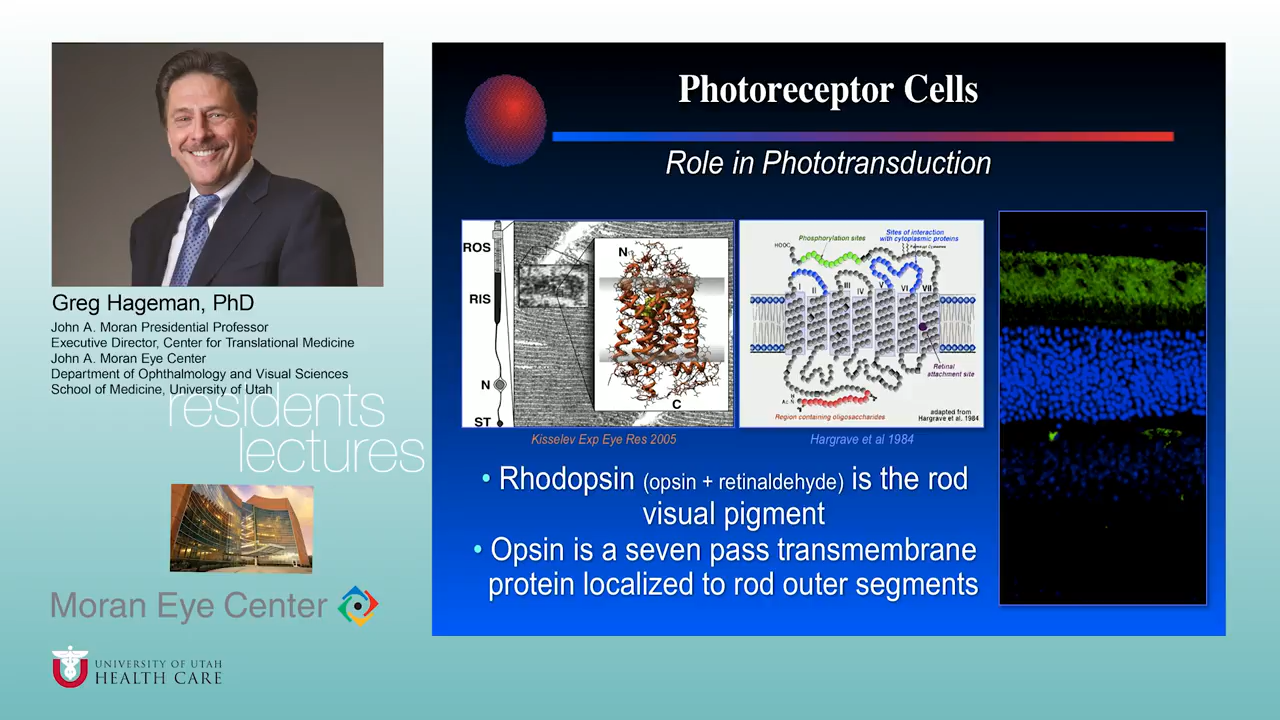 Greg Hageman, PhD
John A. Moran Presidential Professor
Executive Director, Center for Translational Medicine
John A. Moran Eye Center
Department of Ophthalmology and Visual Sciences
School of Medicine, University of Utah
residents
lectures
Moran Eye Center
UNIVERSITY OF UTAH
HEALTH CARE
Photoreceptor Cells
Role in Phototransduction
ROS
RIS
N
ST
N
C
Kisselev Exp Eye Res 2005
Phosphorylation sites
Sites of interaction
with cytoplasmic proteins
HOOC
I II III IV V VI VII
Retinal
attachment site
Ac N
Region containing oligosaccharides
adapted from
Hargrave et al. 1984
Hargrave et al 1984
• Rhodopsin (opsin + retinaldehyde) is the rod
visual pigment
• Opsin is a seven pass transmembrane
protein localized to rod outer segments